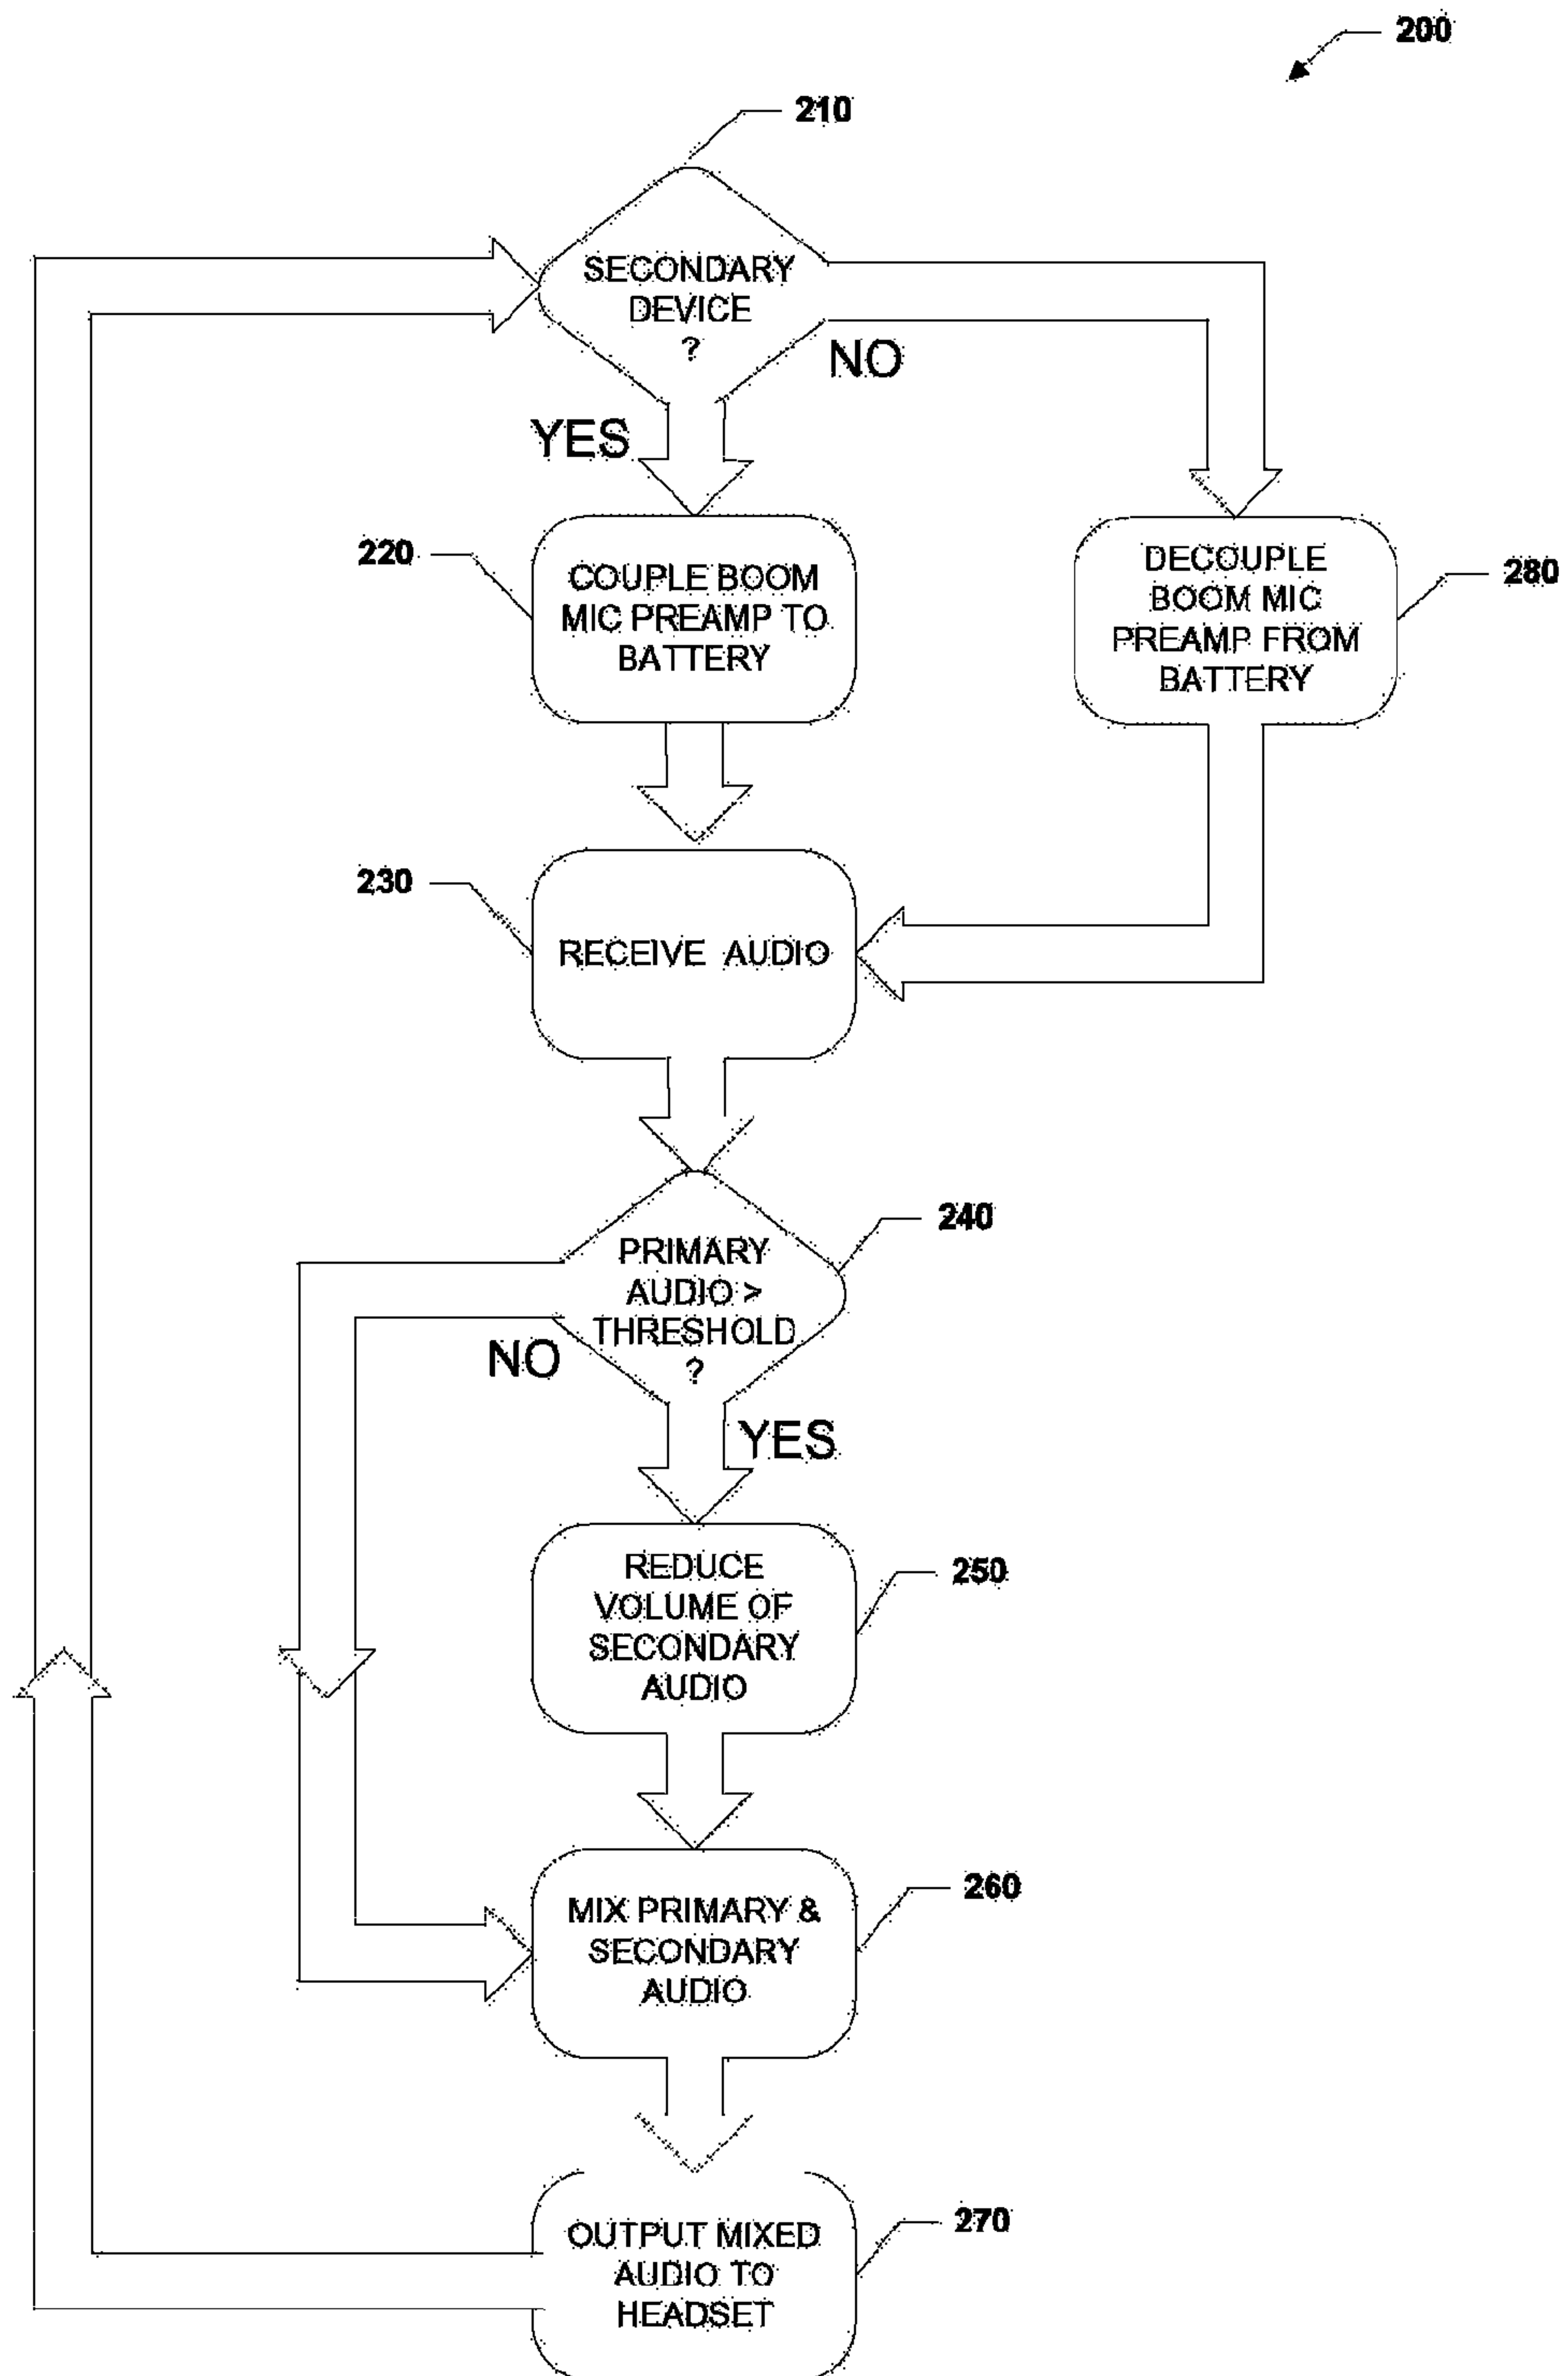 200
210
SECONDARY
DEVICE
?
NO
YES
220
COUPLE BOOM
MIC PREAMP TO
BATTERY
DECOUPLE
BOOM MIC
PREAMP FROM
BATTERY
280
230
RECEIVE AUDIO
240
PRIMARY
AUDIO >
THRESHOLD
?
NO
YES
REDUCE
VOLUME OF
SECONDARY
AUDIO
250
MIX PRIMARY &
SECONDARY
AUDIO
260
OUTPUT MIXED
AUDIO TO
HEADSET
270